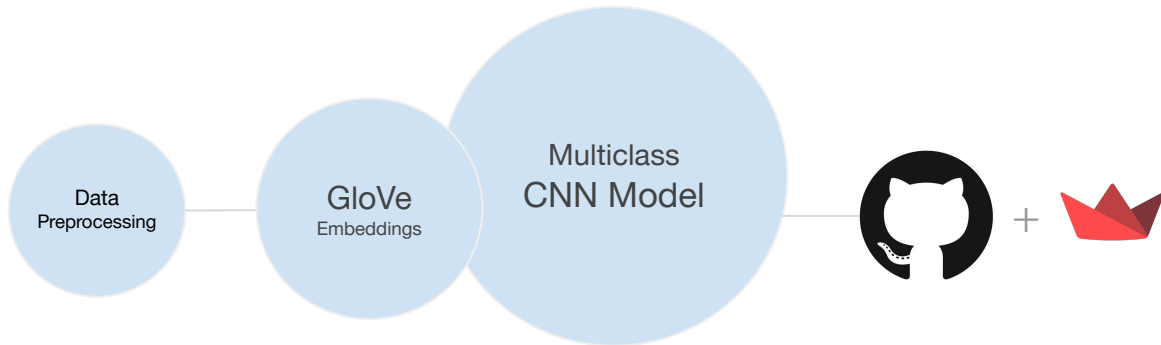 Data
Preprocessing
GloVe
Embeddings
Multiclass
CNN Model
+